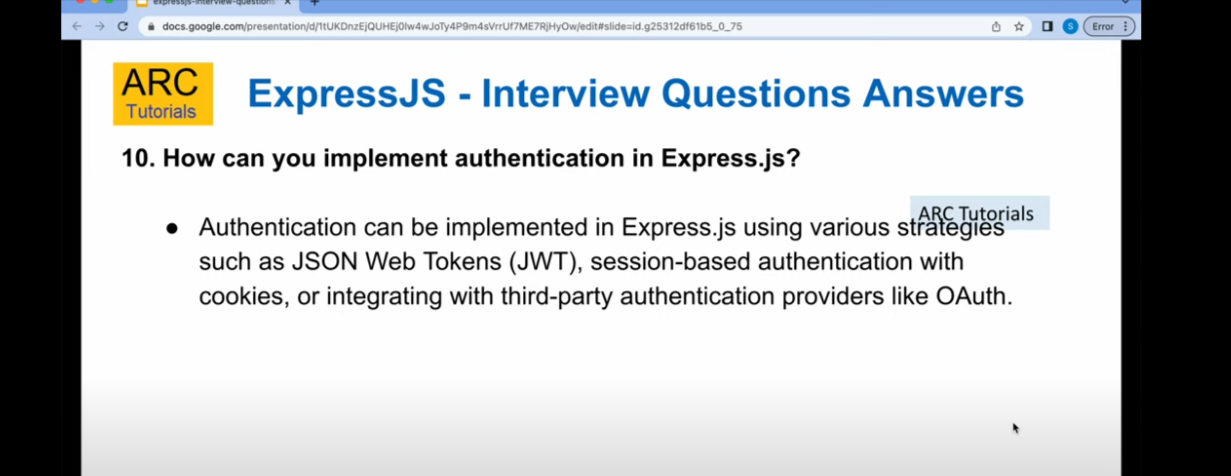 expressjs-interview-question
docs.google.com/presentation/d/1tUKDnzEjQUHEj0lw4wJoTy4P9m4sVrrUf7ME7RjHyOw/edit#slide=id.g25312df61b5_0_75
S
Error
ARC
Tutorials
ExpressJS - Interview Questions Answers
10. How can you implement authentication in Express.js?
ARC Tutorials
● Authentication can be implemented in Express.js using various strategies
such as JSON Web Tokens (JWT), session-based authentication with
cookies, or integrating with third-party authentication providers like OAuth.